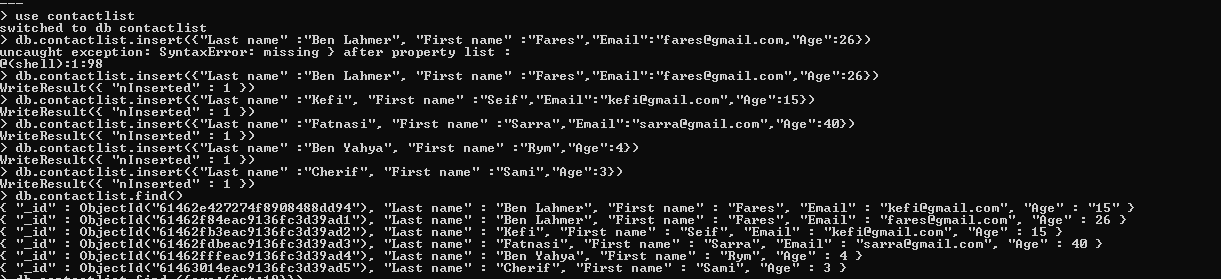 ---
> use contactlist
switched to db contactlist
> db.contactlist.insert({"Last name" :"Ben Lahmer", "First name" :"Fares","Email":"fares@gmail.com,"Age":26})
uncaught exception: SyntaxError: missing } after property list :
@(shell):1:98
> db.contactlist.insert({"Last name" :"Ben Lahmer", "First name" :"Fares","Email":"fares@gmail.com","Age":26})
WriteResult({ "nInserted" : 1 })
> db.contactlist.insert({"Last name" :"Kefi", "First name" :"Seif","Email":"kefi@gmail.com","Age":15})
WriteResult({ "nInserted" : 1 })
> db.contactlist.insert({"Last name" :"Fatnasi", "First name" :"Sarra","Email":"sarra@gmail.com","Age":40})
WriteResult({ "nInserted" : 1 })
> db.contactlist.insert({"Last name" :"Ben Yahya", "First name" :"Rym","Age":4})
WriteResult({ "nInserted" : 1 })
> db.contactlist.insert({"Last name" :"Cherif", "First name" :"Sami","Age":3})
WriteResult({ "nInserted" : 1 })
> db.contactlist.find()
{ "_id" : ObjectId("61462e427274f8908488dd94"), "Last name" : "Ben Lahmer", "First name" : "Fares", "Email" : "kefi@gmail.com", "Age" : "15" }
{ "_id" : ObjectId("61462f84eac9136fc3d39ad1"), "Last name" : "Ben Lahmer", "First name" : "Fares", "Email" : "fares@gmail.com", "Age" : 26 }
{ "_id" : ObjectId("61462fb3eac9136fc3d39ad2"), "Last name" : "Kefi", "First name" : "Seif", "Email" : "kefi@gmail.com", "Age" : 15 }
{ "_id" : ObjectId("61462fdbeac9136fc3d39ad3"), "Last name" : "Fatnasi", "First name" : "Sarra", "Email" : "sarra@gmail.com", "Age" : 40 }
{ "_id" : ObjectId("61462fffeac9136fc3d39ad4"), "Last name" : "Ben Yahya", "First name" : "Rym", "Age" : 4 }
{ "_id" : ObjectId("61463014eac9136fc3d39ad5"), "Last name" : "Cherif", "First name" : "Sami", "Age" : 3 }